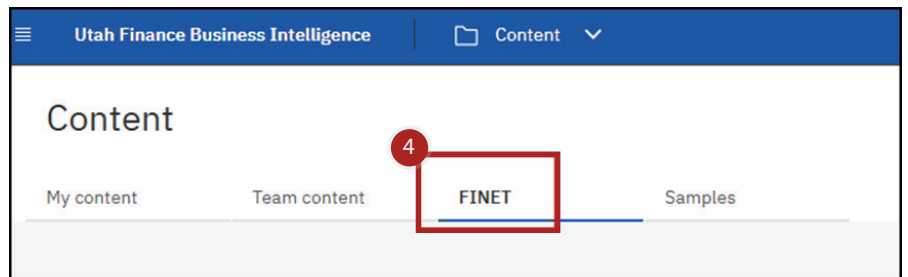 Utah Finance Business Intelligence Content
Content
4
My content Team content FINET Samples